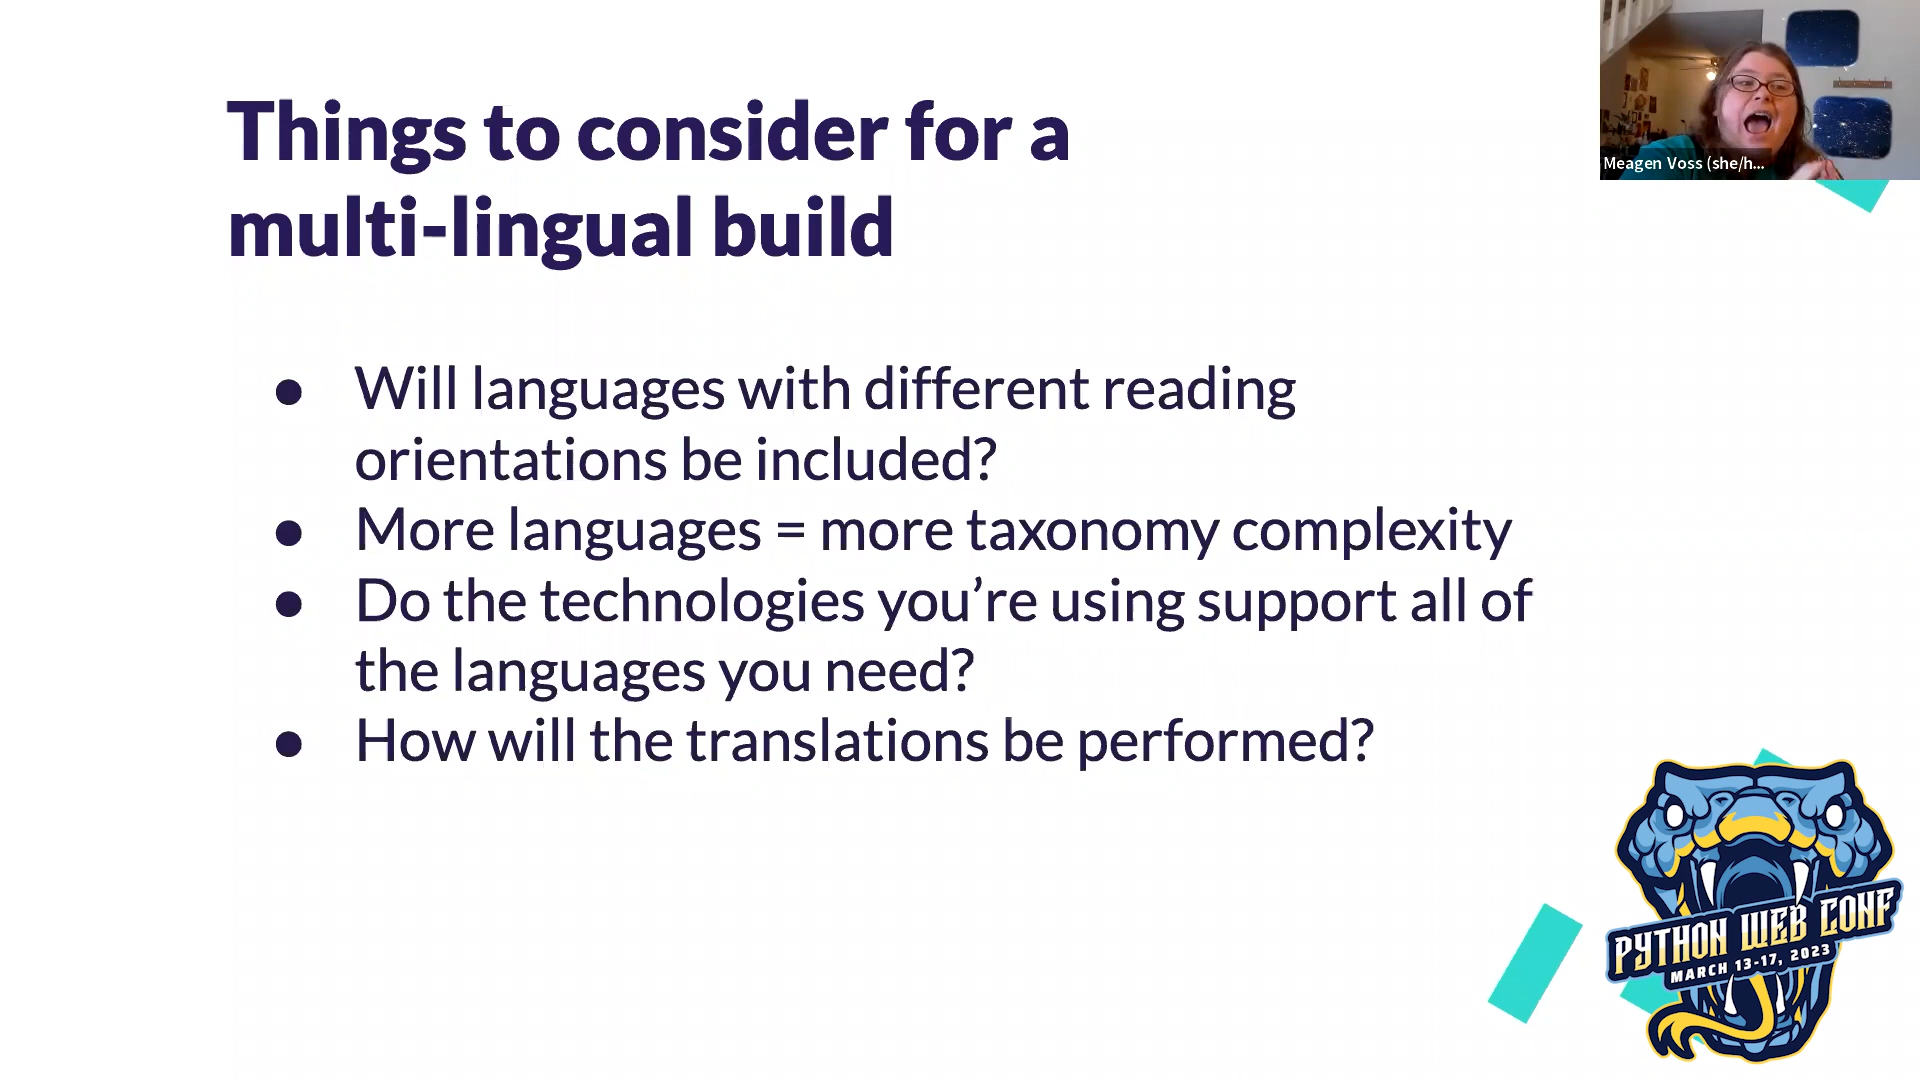 Things to consider for a
multi-lingual build
● Will languages with different reading
orientations be included?
● More languages = more taxonomy complexity
● Do the technologies you’re using support all of
the languages you need?
● How will the translations be performed?
Meagen Voss (she/h...
PYTHON WEB CONF
MARCH 13-17, 2023